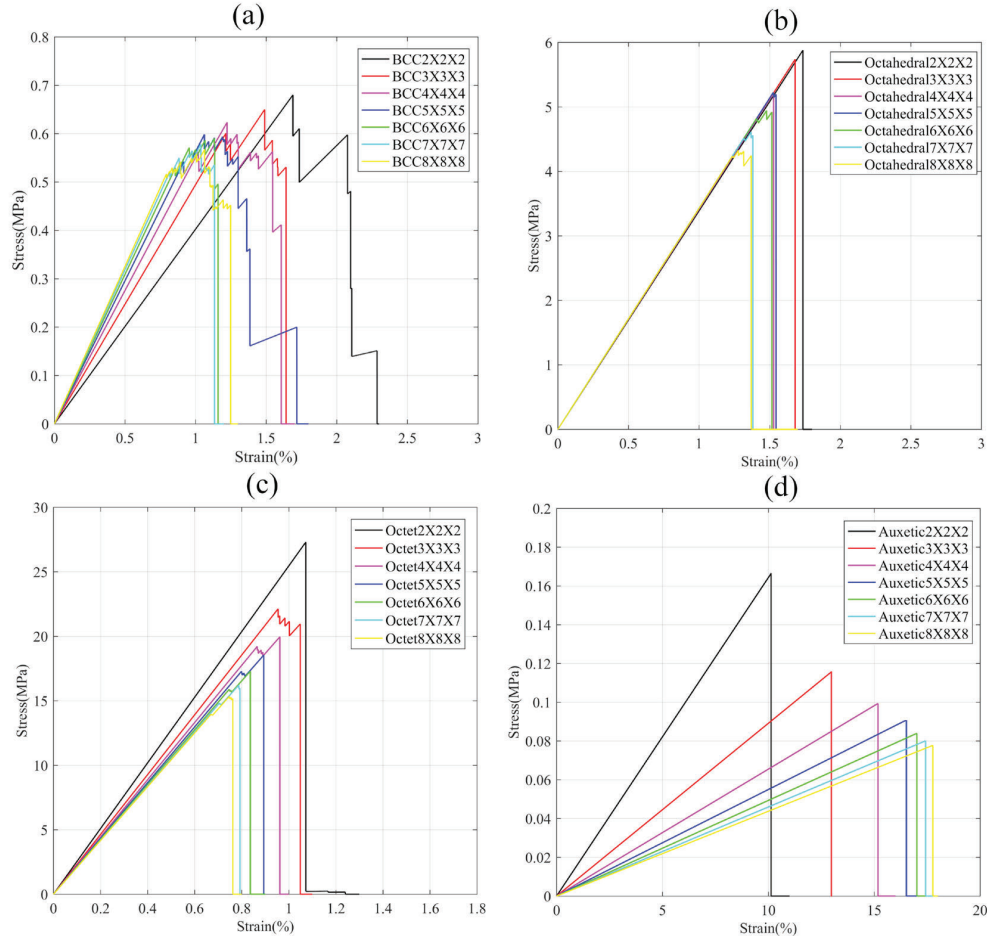 (a)
0.8
0.7
0.6
0.5
0.4
0.3
0.2
0.1
0
Stress(MPa)
BCC2X2X2
BCC3X3X3
BCC4X4X4
BCC5X5X5
BCC6X6X6
BCC7X7X7
BCC8X8X8
0 0.5 1 1.5 2 2.5 3
Strain(%)
(b)
6
5
4
3
2
1
0
Stress(MPa)
Octahedral2X2X2
Octahedral3X3X3
Octahedral4X4X4
Octahedral5X5X5
Octahedral6X6X6
Octahedral7X7X7
Octahedral8X8X8
0 0.5 1 1.5 2 2.5 3
Strain(%)
(c)
30
25
20
15
10
5
0
Stress(MPa)
Octet2X2X2
Octet3X3X3
Octet4X4X4
Octet5X5X5
Octet6X6X6
Octet7X7X7
Octet8X8X8
0 0.2 0.4 0.6 0.8 1 1.2 1.4 1.6 1.8
Strain(%)
(d)
0.2
0.18
0.16
0.14
0.12
0.1
0.08
0.06
0.04
0.02
0
Stress(MPa)
Auxetic2X2X2
Auxetic3X3X3
Auxetic4X4X4
Auxetic5X5X5
Auxetic6X6X6
Auxetic7X7X7
Auxetic8X8X8
0 5 10 15 20
Strain(%)